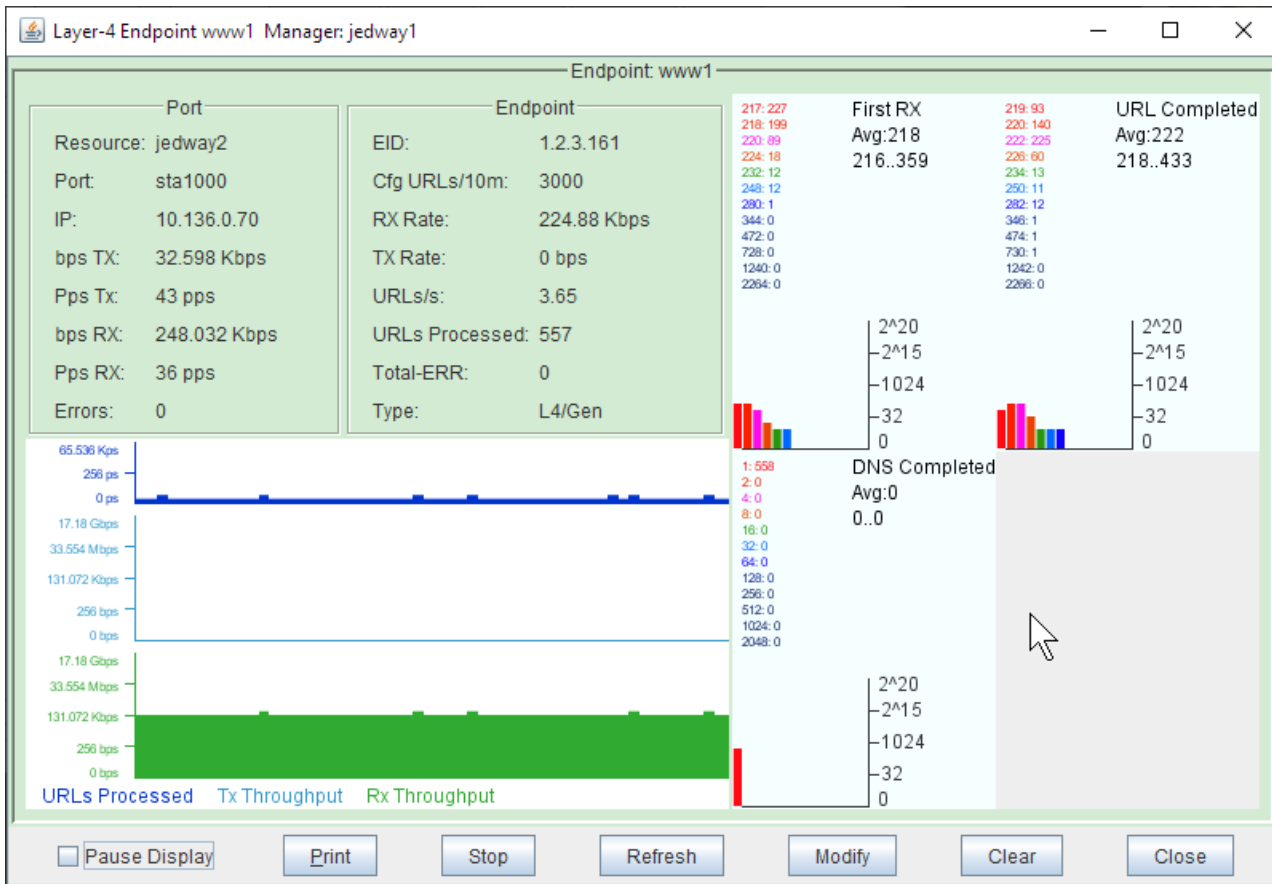 Layer-4 Endpoint www1 Manager: jedway1
Endpoint: www1
Port
Resource: jedway2
Port: sta1000
IP: 10.136.0.70
bps TX: 32.598 Kbps
Pps Tx: 43 pps
bps RX: 248.032 Kbps
Pps RX: 36 pps
Errors: 0
Endpoint
EID: 1.2.3.161
Cfg URLs/10m: 3000
RX Rate: 224.88 Kbps
TX Rate: 0 bps
URLs/s: 3.65
URLs Processed: 557
Total-ERR: 0
Type: L4/Gen
217: 227
218: 199
220: 89
224: 18
232: 12
248: 12
280: 1
344: 0
472: 0
728: 0
1240: 0
2264: 0
First RX
Avg:218
216..359
2^20
2^15
1024
32
0
219: 93
220: 140
222: 225
226: 60
234: 13
250: 11
282: 12
346: 1
474: 1
730: 1
1242: 0
2266: 0
URL Completed
Avg:222
218..433
2^20
2^15
1024
32
0
65.536 Kps
256 ps
0 ps
17.18 Gbps
33.554 Mbps
131.072 Kbps
256 bps
0 bps
17.18 Gbps
33.554 Mbps
131.072 Kbps
256 bps
0 bps
URLs Processed Tx Throughput Rx Throughput
1: 558
2: 0
4: 0
8: 0
16: 0
32: 0
64: 0
128: 0
256: 0
512: 0
1024: 0
2048: 0
DNS Completed
Avg:0
0..0
2^20
2^15
1024
32
0
Pause Display Print Stop Refresh Modify Clear Close